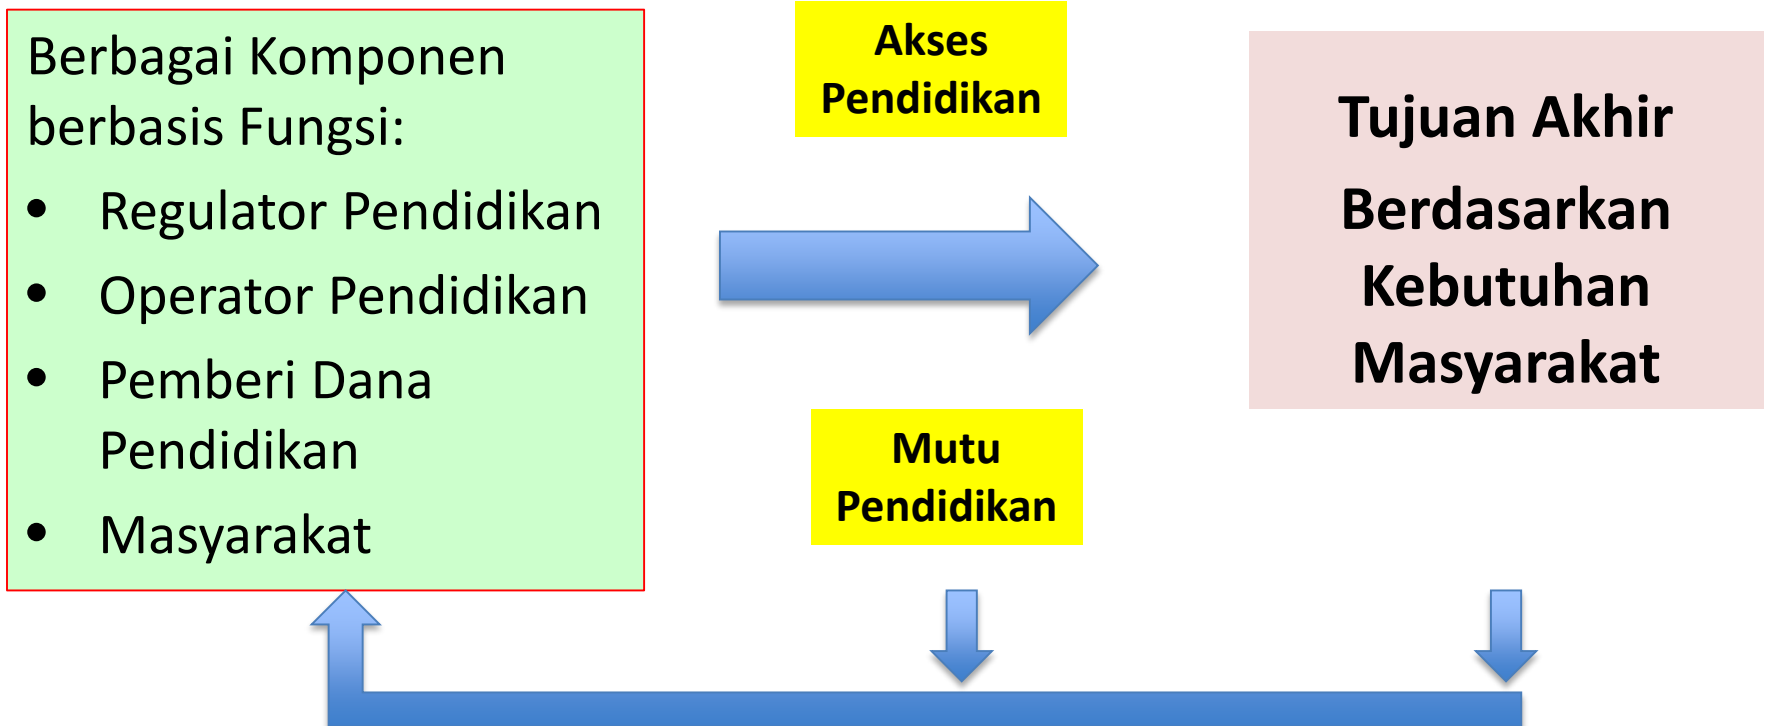 Berbagai Komponen
berbasis Fungsi:
• Regulator Pendidikan
• Operator Pendidikan
• Pemberi Dana
Pendidikan
• Masyarakat
Akses
Pendidikan
Mutu
Pendidikan
Tujuan Akhir
Berdasarkan
Kebutuhan
Masyarakat